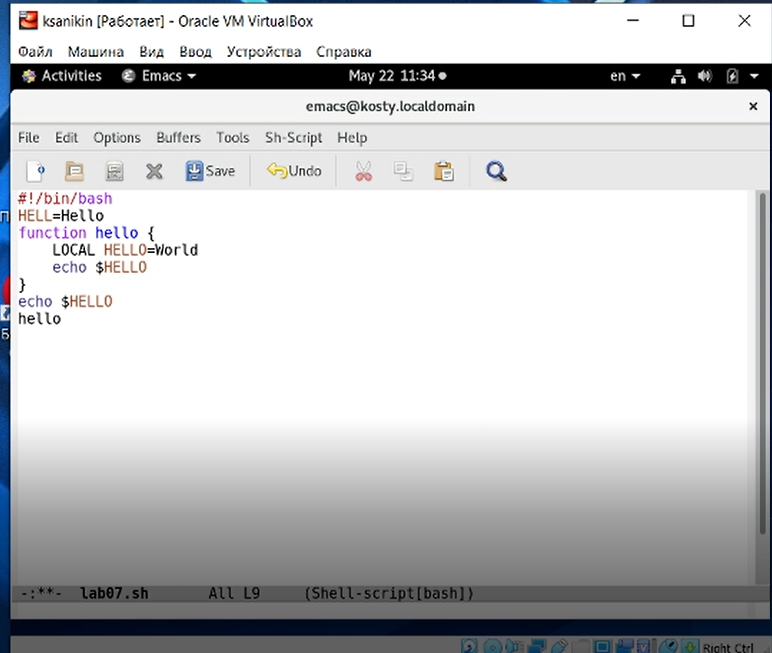 ksanikin [Работает] - Oracle VM VirtualBox
Файл Машина Вид Ввод Устройства Справка
Activities Emacs May 22 11:34 en
emacs@kosty.localdomain
File Edit Options Buffers Tools Sh-Script Help
Save Undo
#!/bin/bash
HELL=Hello
function hello {
    LOCAL HELLO=World
    echo $HELLO
}
echo $HELLO
hello
-:**-  lab07.sh       All L9     (Shell-script[bash])
Right Ctrl